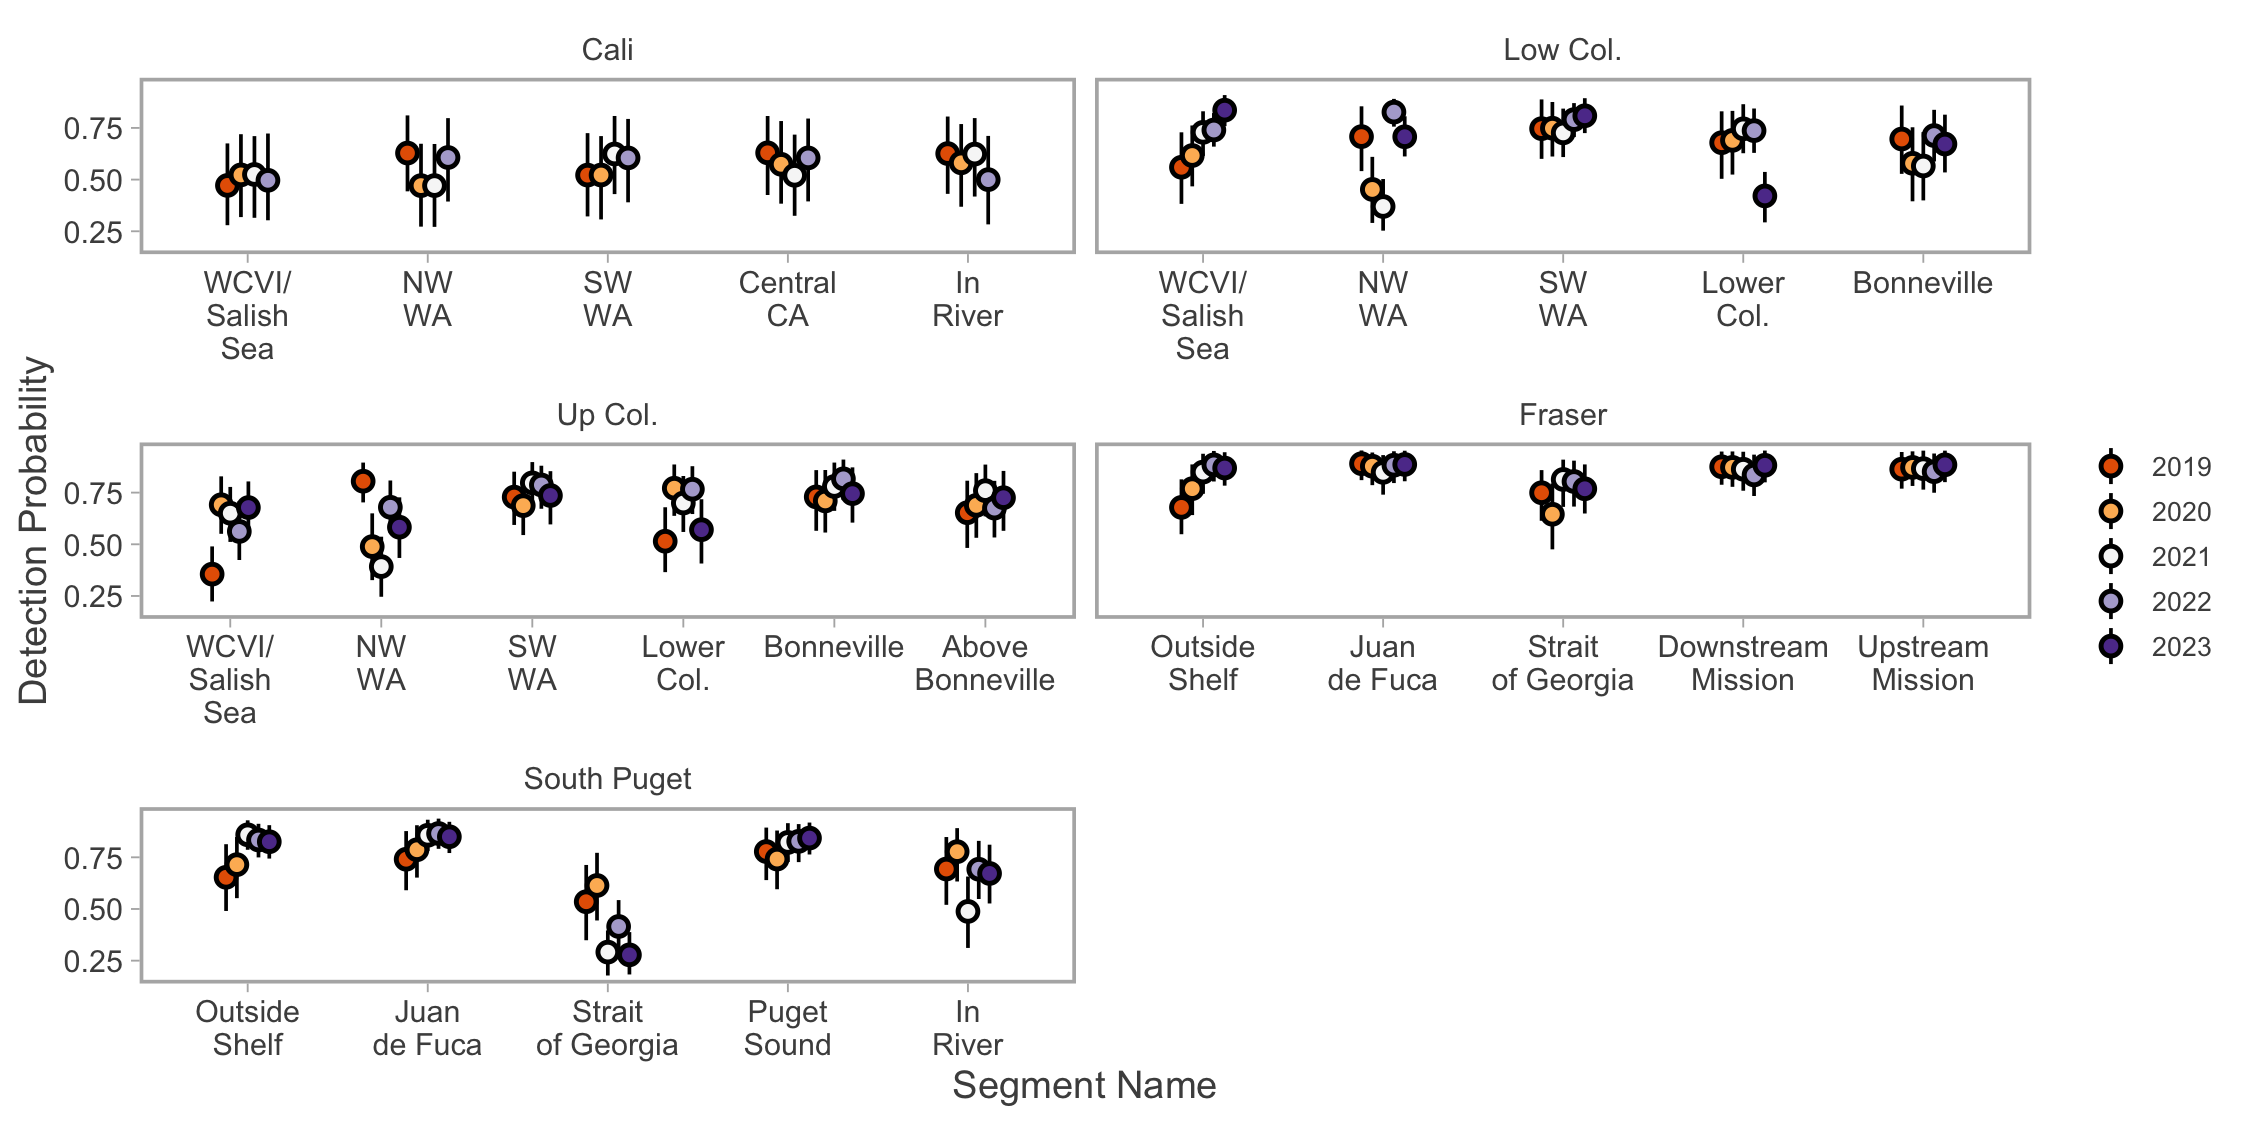 Cali
Low Col.
0.75
0.50
0.25
WCVI/
Salish
Sea
NW
WA
SW
WA
Central
CA
In
River
WCVI/
Salish
Sea
NW
WA
SW
WA
Lower
Col.
Bonneville
Detection Probability
Up Col.
Fraser
0.75
0.50
0.25
WCVI/
Salish
Sea
NW
WA
SW
WA
Lower
Col.
Bonneville
Above
Bonneville
Outside
Shelf
Juan
de Fuca
Strait
of Georgia
Downstream
Mission
Upstream
Mission
2019
2020
2021
2022
2023
South Puget
0.75
0.50
0.25
Outside
Shelf
Juan
de Fuca
Strait
of Georgia
Puget
Sound
In
River
Segment Name